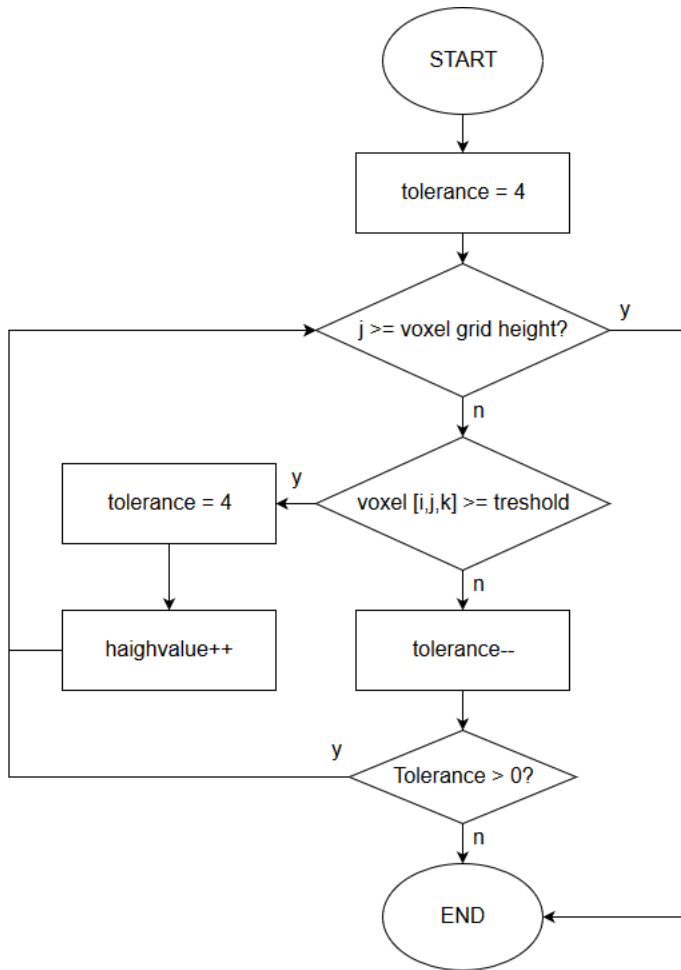 START
tolerance = 4
j >= voxel grid height?
y
n
voxel [i,j,k] >= treshold
y
tolerance = 4
n
haighvalue++
tolerance--
y
Tolerance > 0?
n
END